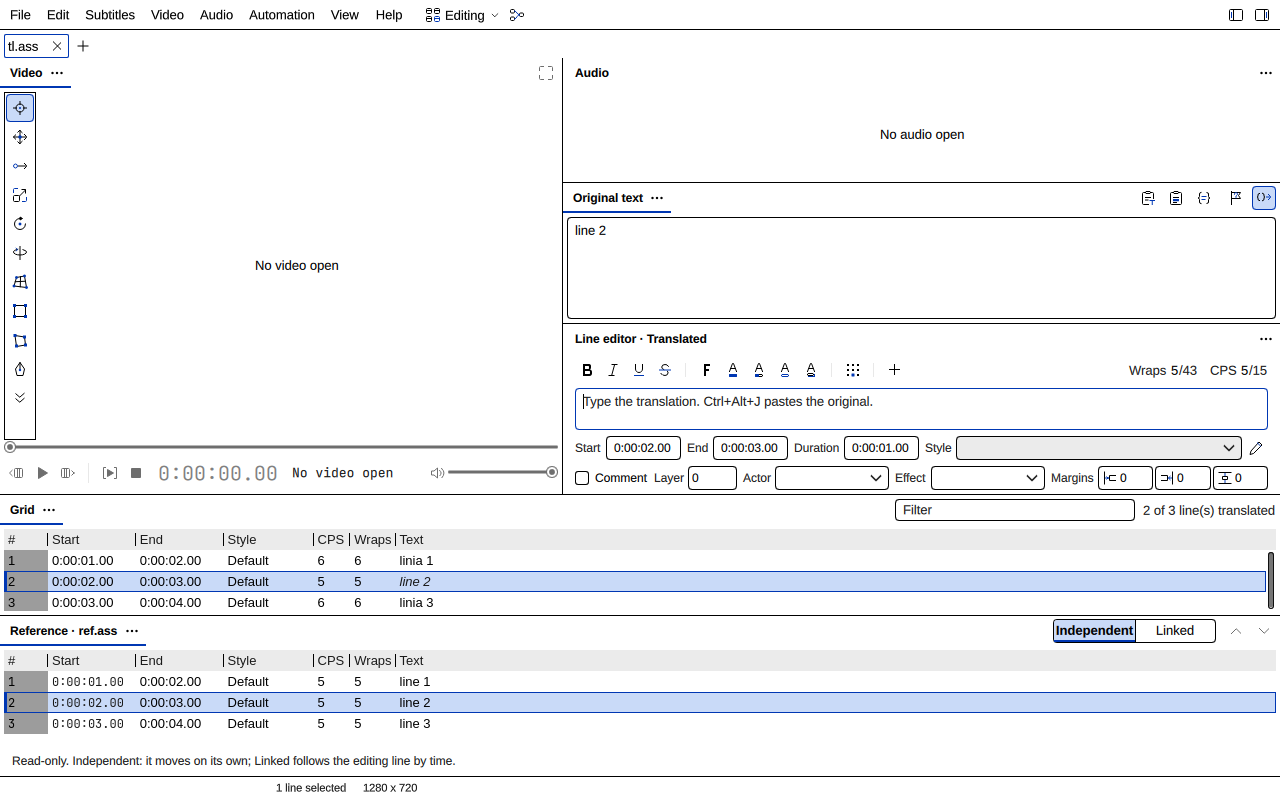 File Edit Subtitles Video Audio Automation View Help Editing
tl.ass
Video
No video open
0:00:00.00 No video open
Audio
No audio open
Original text
line 2
Line editor · Translated
B I U S F A A A A Wraps 5/43 CPS 5/15
Type the translation. Ctrl+Alt+J pastes the original.
Start 0:00:02.00 End 0:00:03.00 Duration 0:00:01.00 Style
Comment Layer 0 Actor Effect Margins 0 0 0
Grid Filter 2 of 3 line(s) translated
# Start End Style CPS Wraps Text
1 0:00:01.00 0:00:02.00 Default 6 6 linia 1
2 0:00:02.00 0:00:03.00 Default 5 5 line 2
3 0:00:03.00 0:00:04.00 Default 6 6 linia 3
Reference · ref.ass Independent Linked
# Start End Style CPS Wraps Text
1 0:00:01.00 0:00:02.00 Default 5 5 line 1
2 0:00:02.00 0:00:03.00 Default 5 5 line 2
3 0:00:03.00 0:00:04.00 Default 5 5 line 3
Read-only. Independent: it moves on its own; Linked follows the editing line by time.
1 line selected 1280 x 720